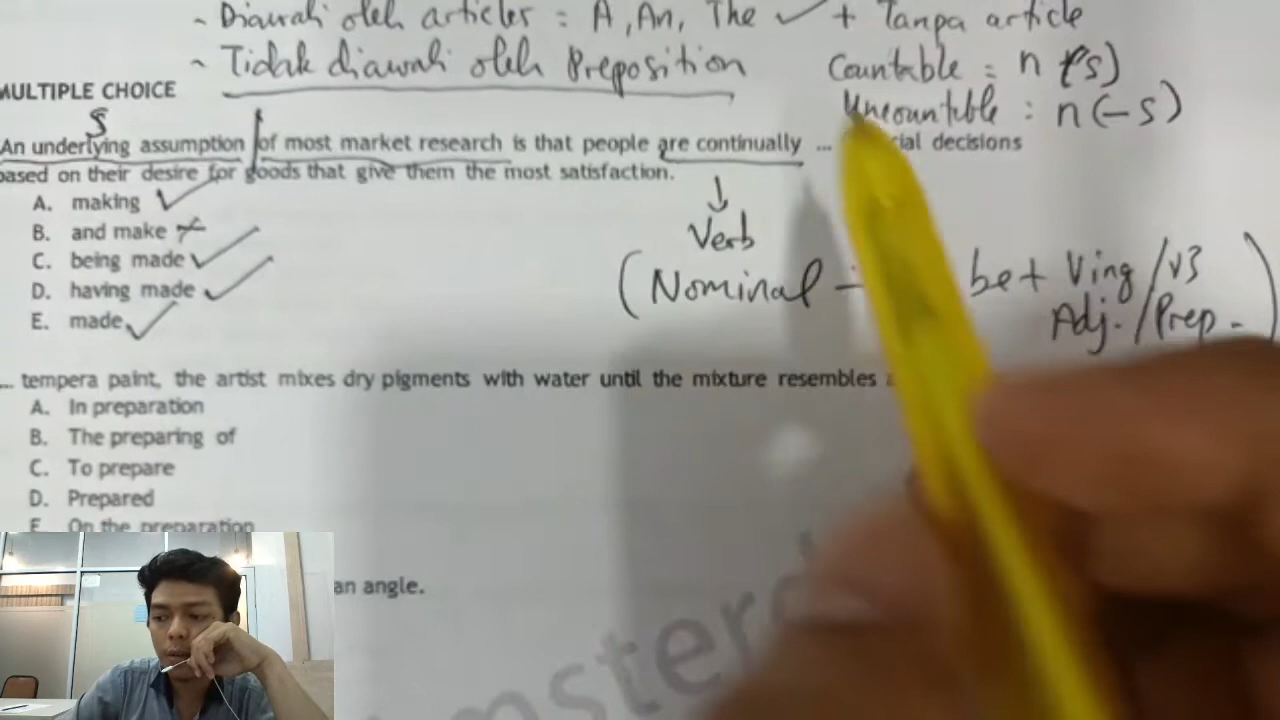 ~ Diawali oleh articles : A, An, The ✓ + Tanpa article
~ Tidak diawali oleh Preposition
Countable : n (+s)
Uncountable : n (-s)
MULTIPLE CHOICE
S
An underlying assumption of most market research is that people are continually ... decisions
based on their desire for goods that give them the most satisfaction.
A. making
B. and make
C. being made
D. having made
E. made
↓
Verb
(Nominal be + Ving / V3
Adj. / Prep. )
... tempera paint, the artist mixes dry pigments with water until the mixture resembles
A. In preparation
B. The preparing of
C. To prepare
D. Prepared
E. On the preparation
an angle.